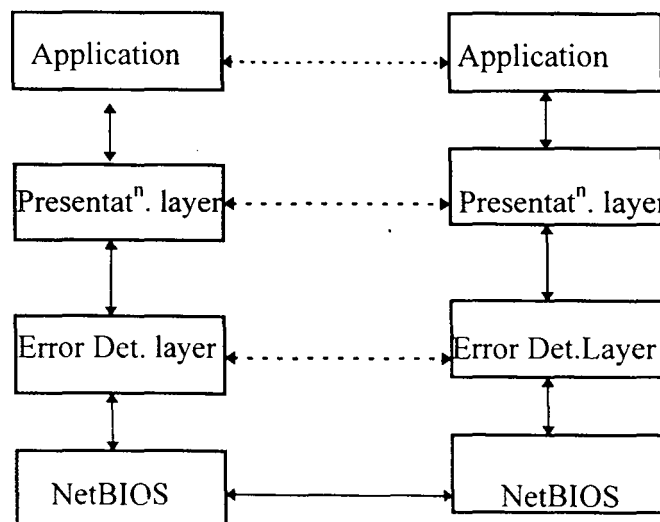 Application
Application
Presentatⁿ. layer
Presentatⁿ. layer
Error Det. layer
Error Det.Layer
NetBIOS
NetBIOS